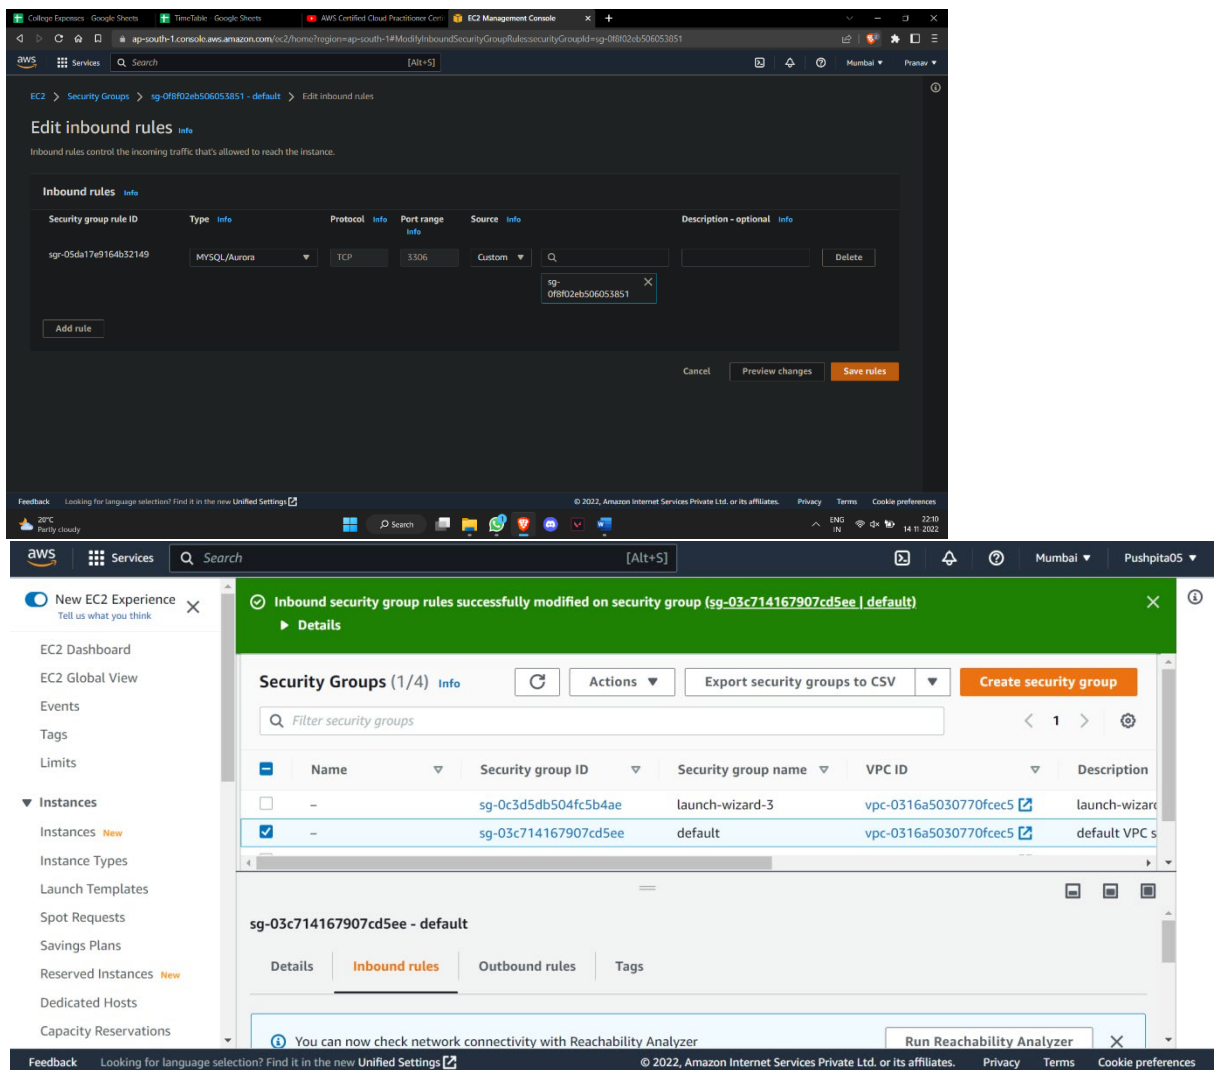 College Expenses - Google Sheets
TimeTable - Google Sheets
AWS Certified Cloud Practitioner Certi
EC2 Management Console
ap-south-1.console.aws.amazon.com/ec2/home?region=ap-south-1#ModifyInboundSecurityGroupRules:securityGroupId=sg-0f8f02eb506053851
aws Services Search [Alt+S] Mumbai Pranav
EC2 > Security Groups > sg-0f8f02eb506053851 - default > Edit inbound rules
Edit inbound rules Info
Inbound rules control the incoming traffic that's allowed to reach the instance.
Inbound rules Info
Security group rule ID Type Info Protocol Info Port range Info Source Info Description - optional Info
sgr-05da17e9164b32149 MYSQL/Aurora TCP 3306 Custom Delete
sg-
0f8f02eb506053851
Add rule
Cancel Preview changes Save rules
Feedback Looking for language selection? Find it in the new Unified Settings © 2022, Amazon Internet Services Private Ltd. or its affiliates. Privacy Terms Cookie preferences
20°C
Partly cloudy
Search
ENG
IN
22:10
14-11-2022
aws Services Search [Alt+S] Mumbai Pushpita05
New EC2 Experience
Tell us what you think
EC2 Dashboard
EC2 Global View
Events
Tags
Limits
Instances
Instances New
Instance Types
Launch Templates
Spot Requests
Savings Plans
Reserved Instances New
Dedicated Hosts
Capacity Reservations
Inbound security group rules successfully modified on security group (sg-03c714167907cd5ee | default)
Details
Security Groups (1/4) Info Actions Export security groups to CSV Create security group
Filter security groups 1
Name Security group ID Security group name VPC ID Description
– sg-0c3d5db504fc5b4ae launch-wizard-3 vpc-0316a5030770fcec5 launch-wizard
– sg-03c714167907cd5ee default vpc-0316a5030770fcec5 default VPC s
sg-03c714167907cd5ee - default
Details Inbound rules Outbound rules Tags
You can now check network connectivity with Reachability Analyzer Run Reachability Analyzer
Feedback Looking for language selection? Find it in the new Unified Settings © 2022, Amazon Internet Services Private Ltd. or its affiliates. Privacy Terms Cookie preferences